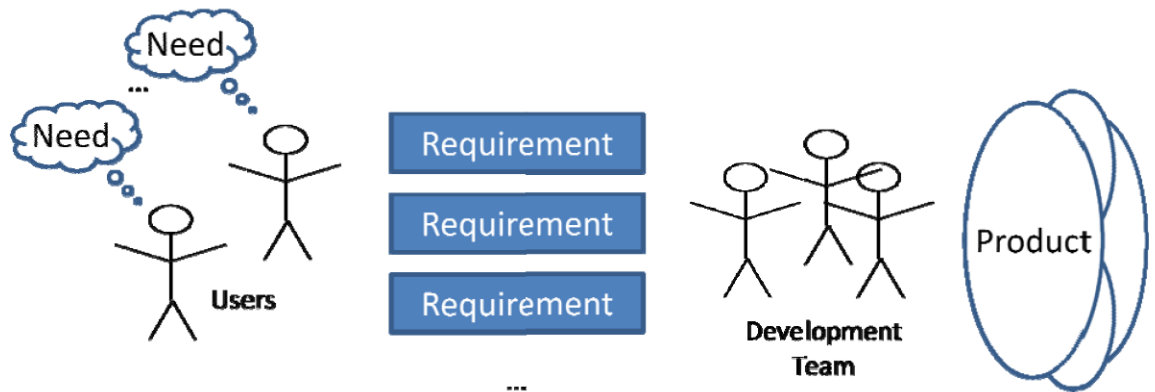 Need
...
Need
Users
Requirement
Requirement
Requirement
...
Development
Team
Product